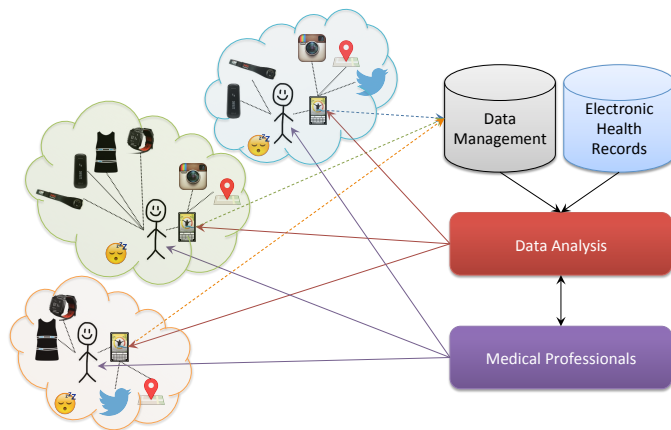 Data
Management
Electronic
Health
Records
Data Analysis
Medical Professionals